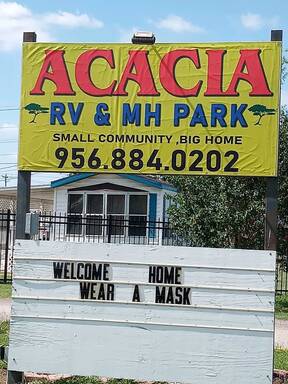 ACACIA
RV & MH PARK
SMALL COMMUNITY ,BIG HOME
956.884.0202
WELCOME HOME
WEAR A MASK